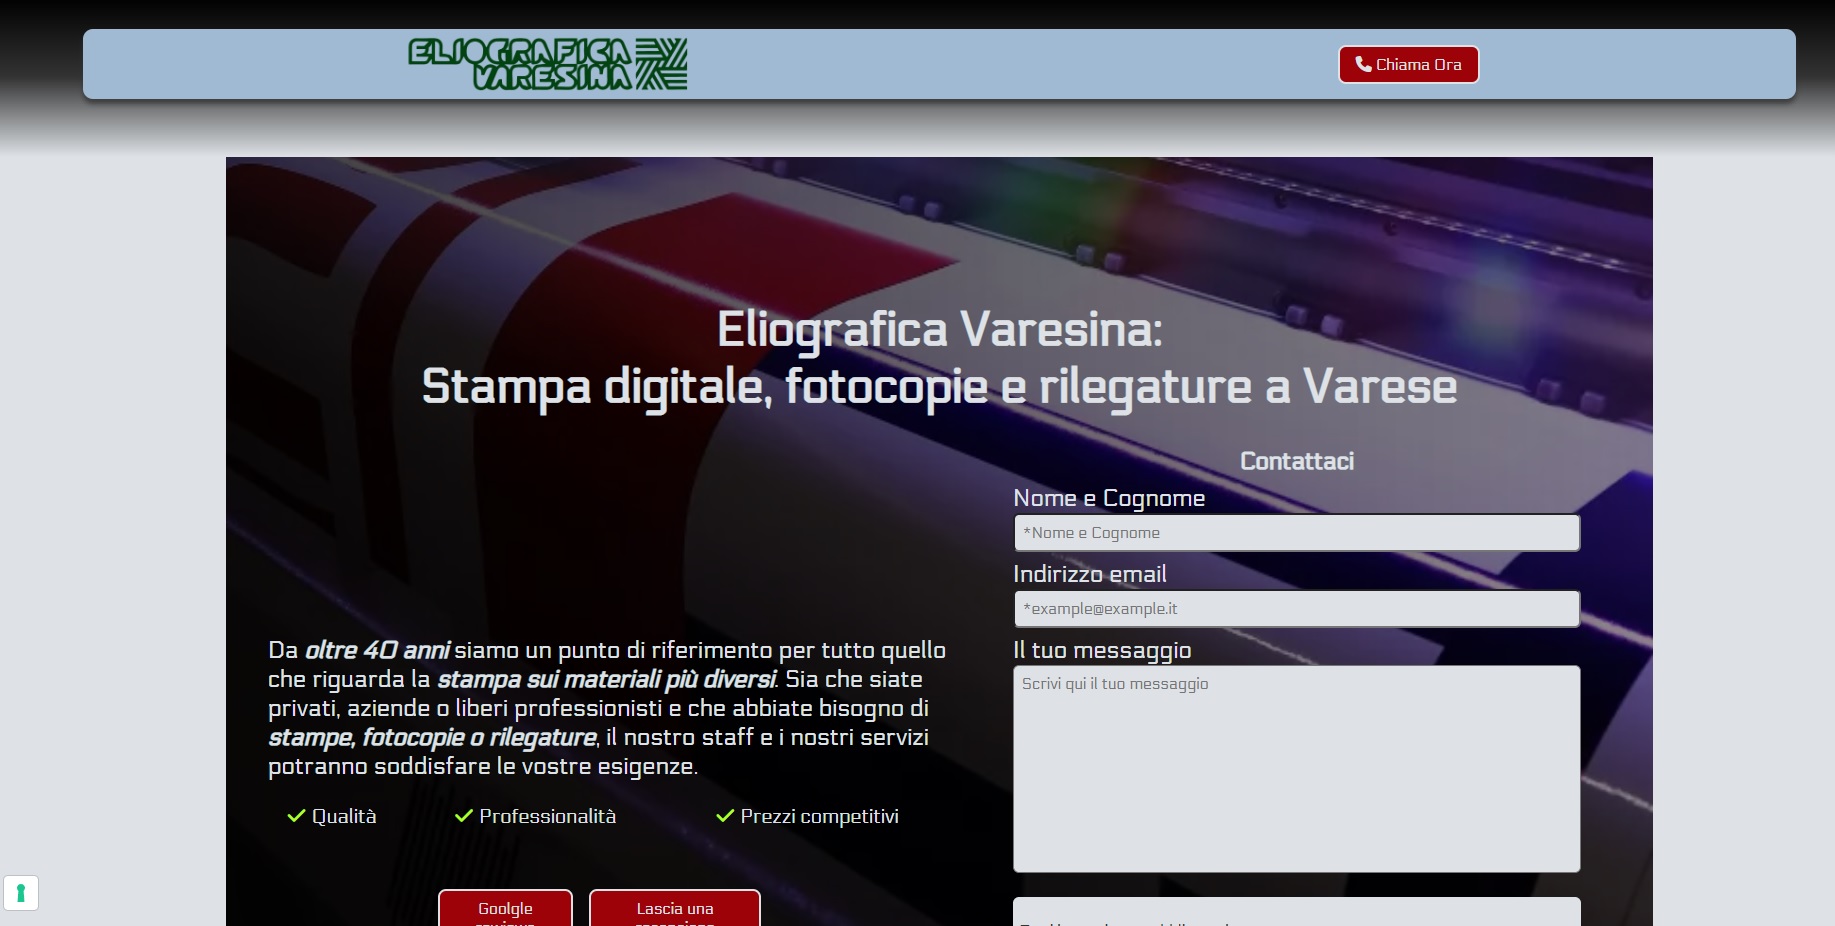 ELIOGRAFICA
VARESINA
Chiama Ora
Eliografica Varesina:
Stampa digitale, fotocopie e rilegature a Varese
Contattaci
Nome e Cognome
*Nome e Cognome
Indirizzo email
*example@example.it
Il tuo messaggio
Scrivi qui il tuo messaggio
Da oltre 40 anni siamo un punto di riferimento per tutto quello
che riguarda la stampa sui materiali più diversi. Sia che siate
privati, aziende o liberi professionisti e che abbiate bisogno di
stampe, fotocopie o rilegature, il nostro staff e i nostri servizi
potranno soddisfare le vostre esigenze.
Qualità
Professionalità
Prezzi competitivi
Goolgle
Lascia una